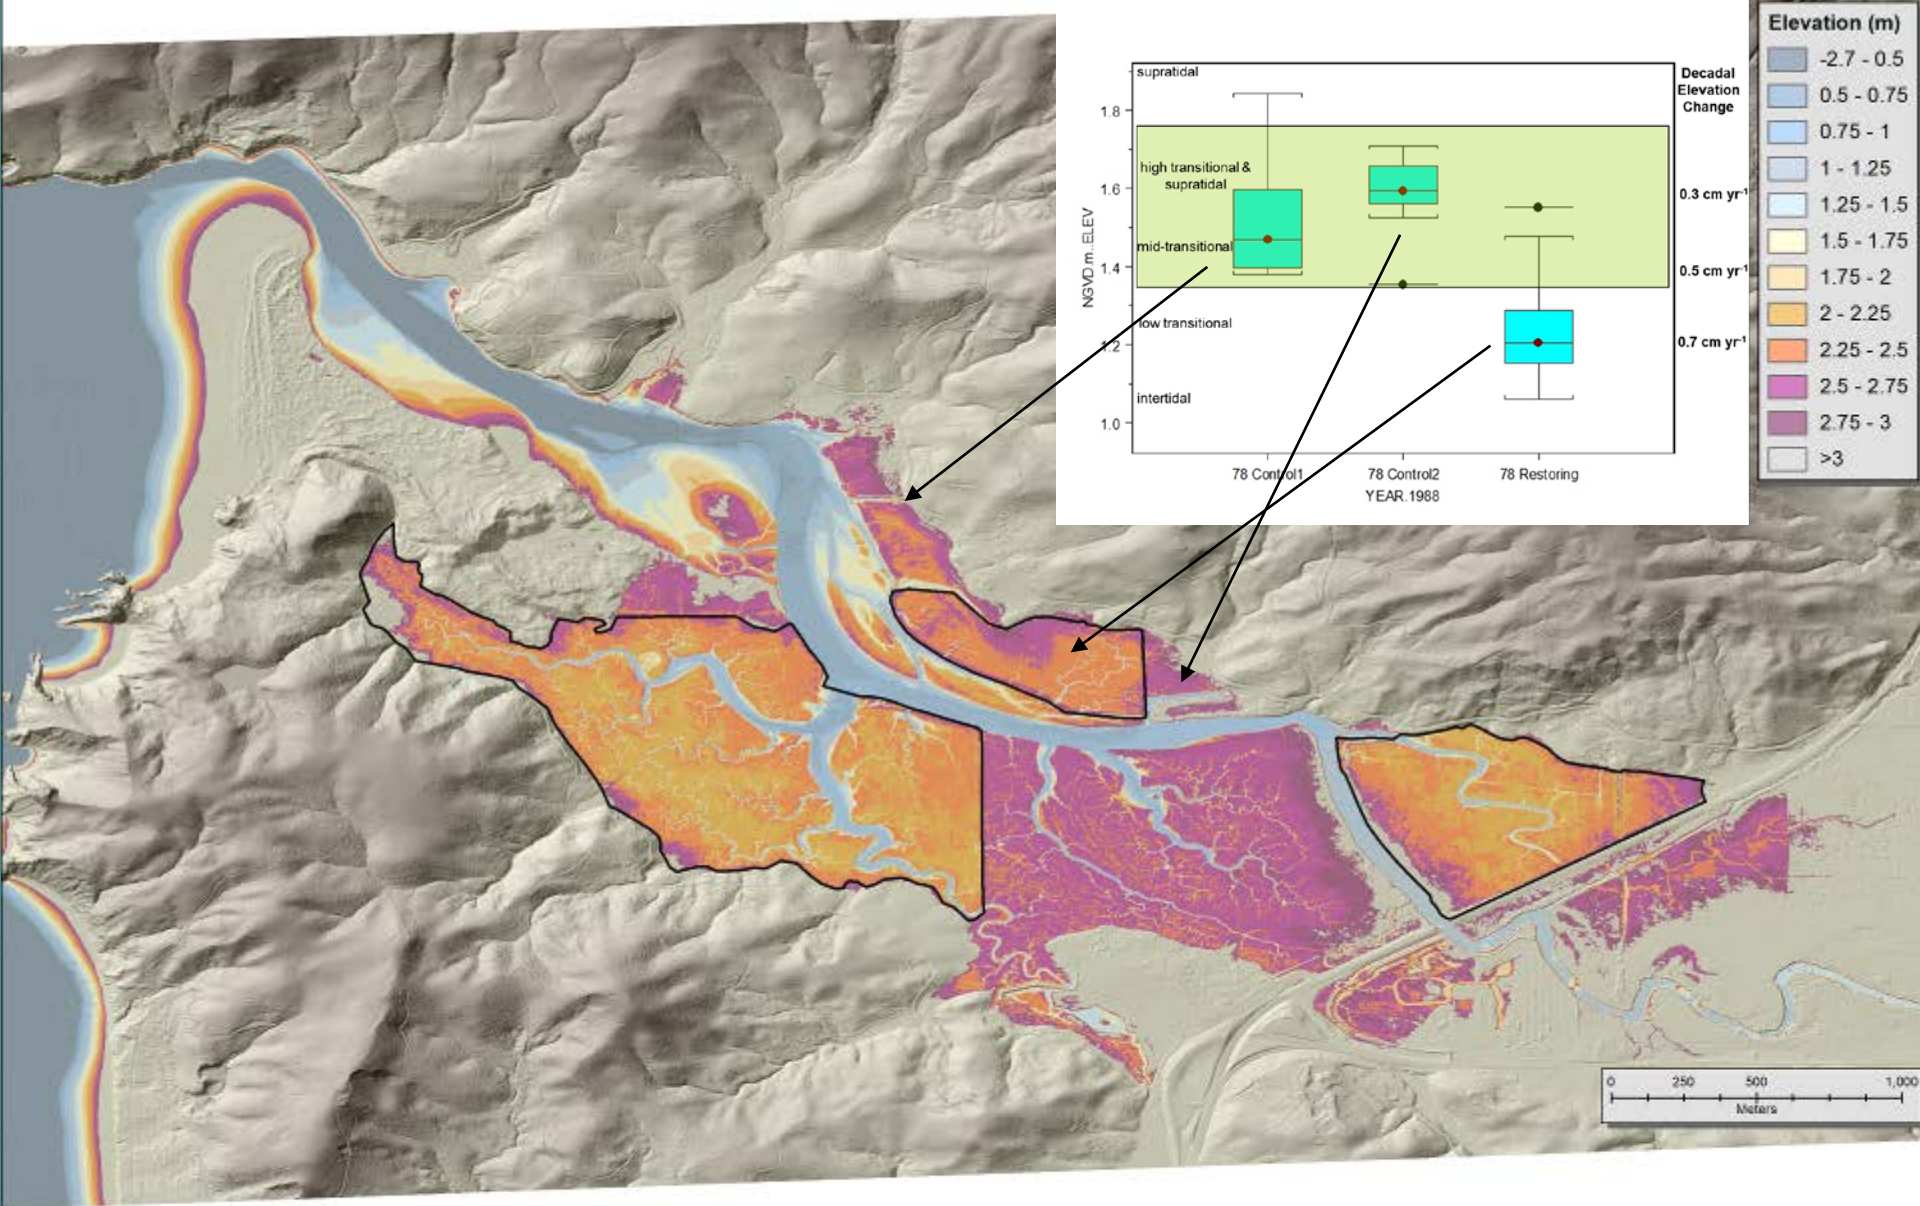 supratidal
1.8
high transitional &
supratidal
1.6
mid-transitional
1.4
low transitional
1.2
intertidal
1.0
NGVD.m..ELEV
78 Control1
78 Control2
78 Restoring
YEAR.1988
Decadal
Elevation
Change
0.3 cm yr-1
0.5 cm yr-1
0.7 cm yr-1
Elevation (m)
-2.7 - 0.5
0.5 - 0.75
0.75 - 1
1 - 1.25
1.25 - 1.5
1.5 - 1.75
1.75 - 2
2 - 2.25
2.25 - 2.5
2.5 - 2.75
2.75 - 3
>3
0 250 500 1,000
Meters